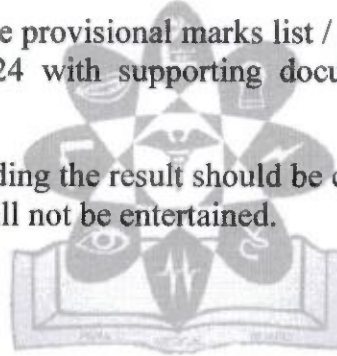 e provisional marks list /
24 with supporting docu
ding the result should be c
ll not be entertained.